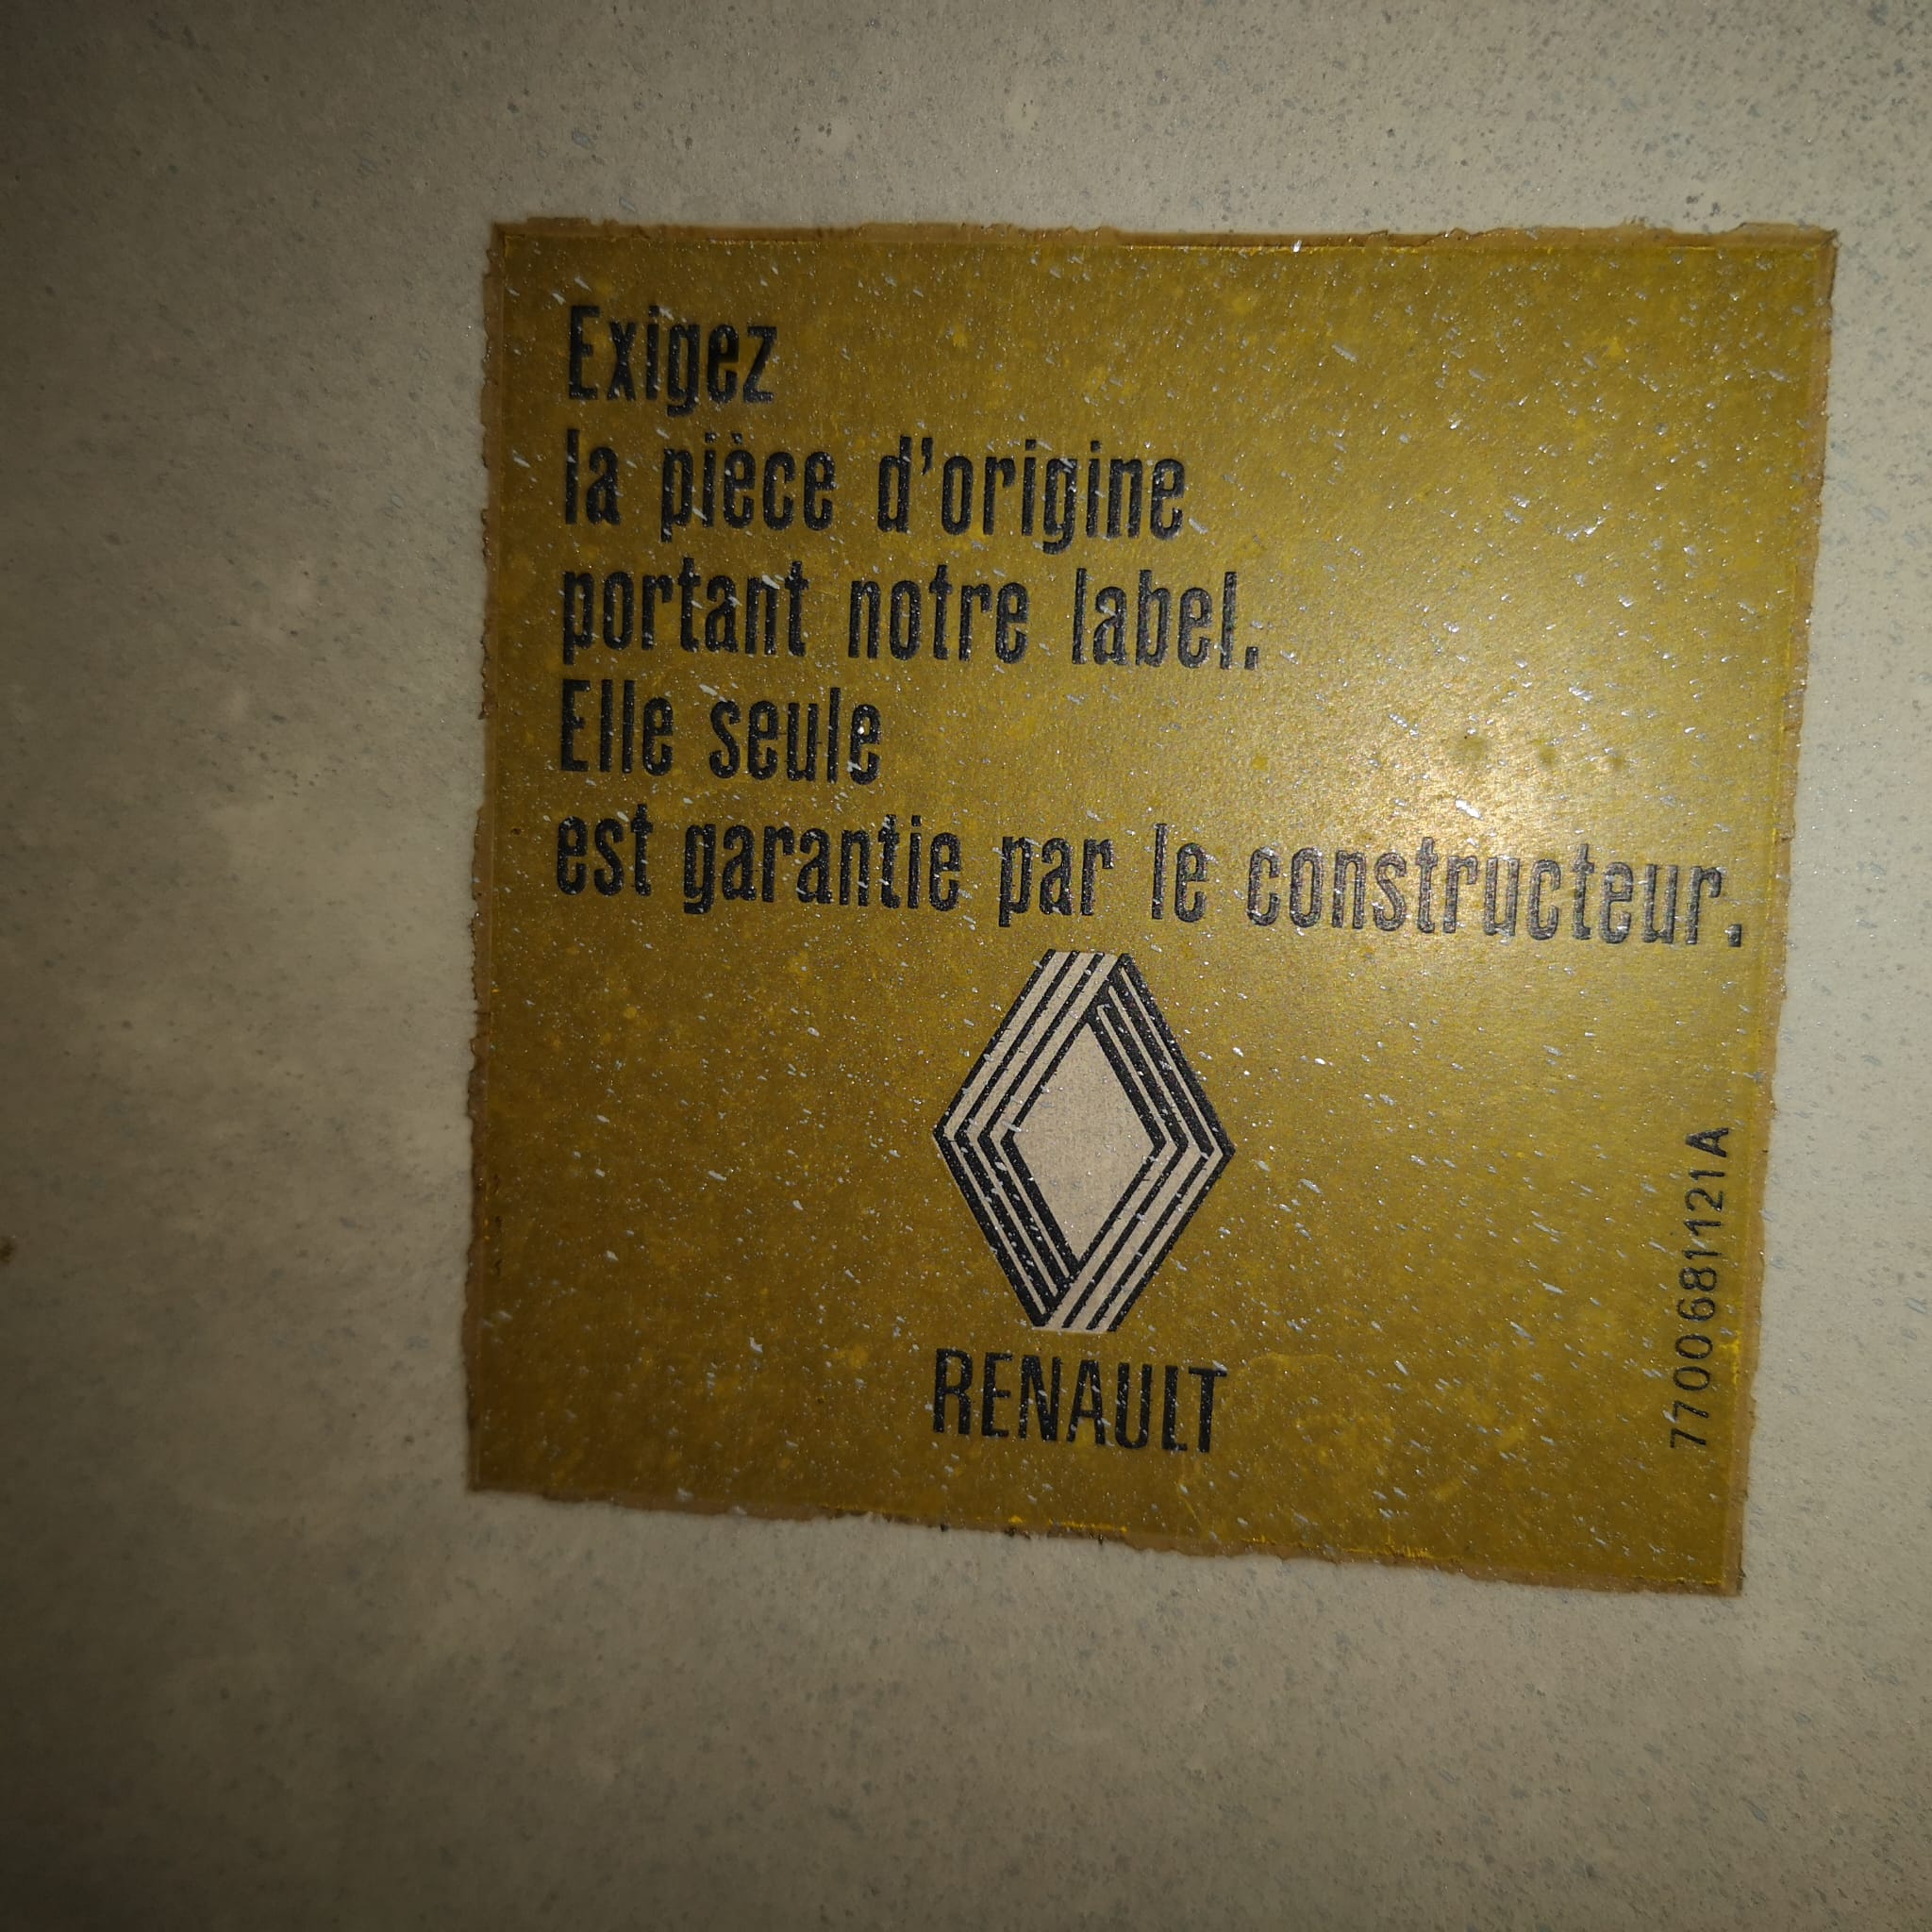 Exigez
la pièce d'origine
portant notre label.
Elle seule
est garantie par le constructeur.
RENAULT
7700681121A